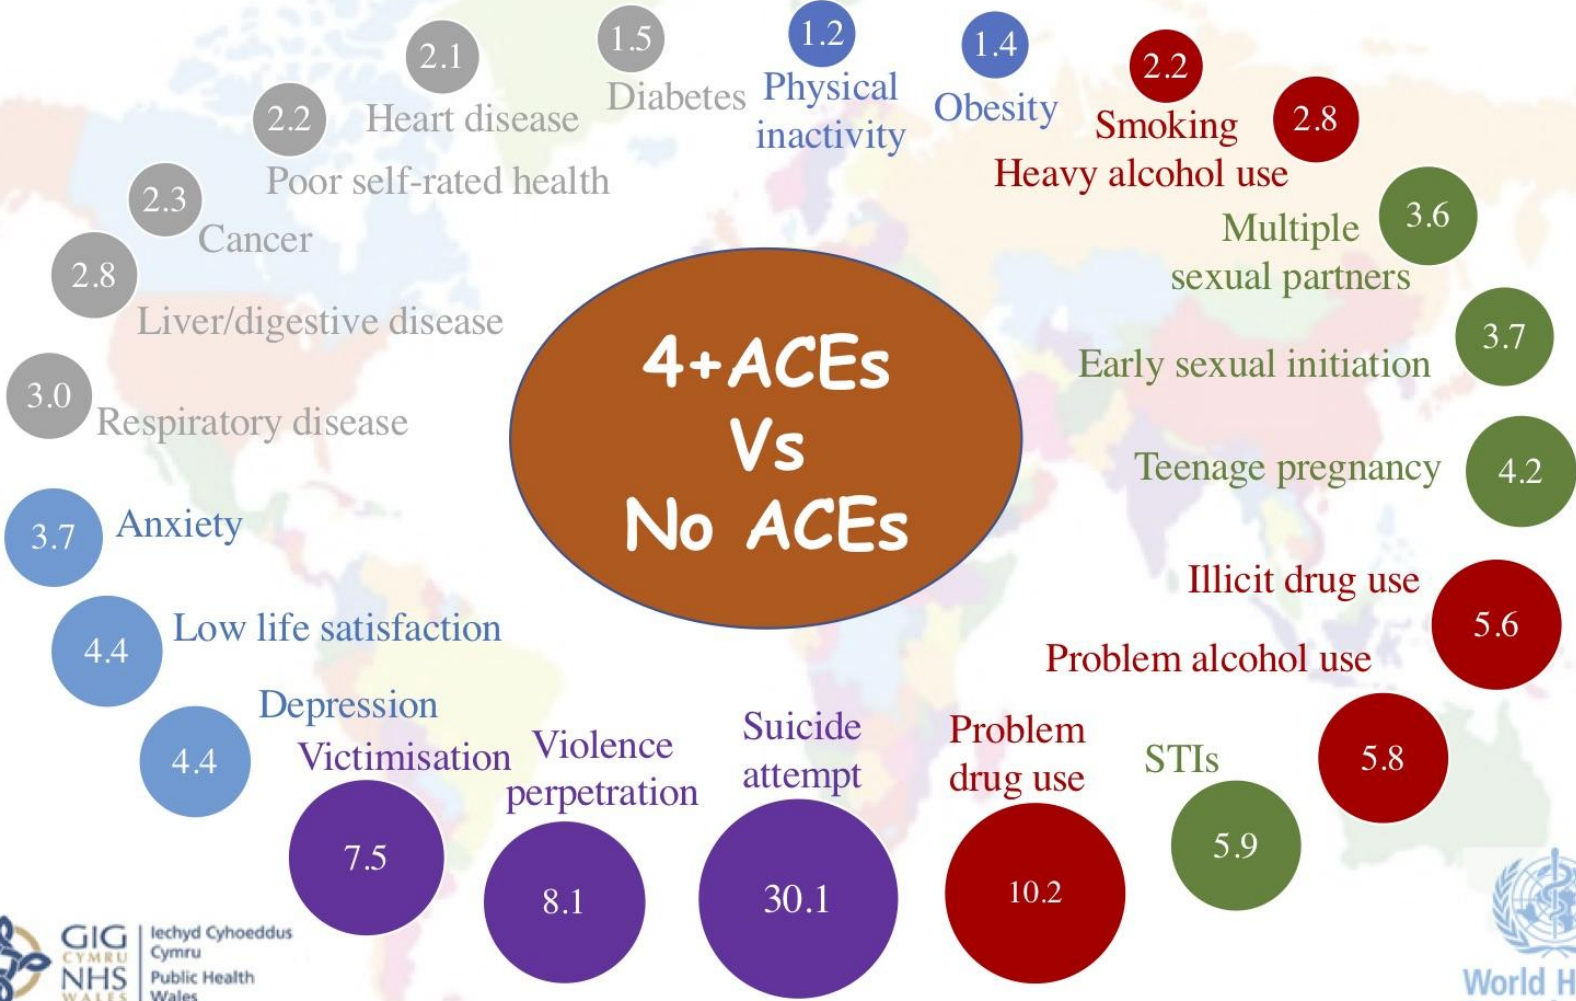 4+ACEs
Vs
No ACEs
1.2
Physical
inactivity
1.4
Obesity
2.2
Smoking
2.8
Heavy alcohol use
3.6
Multiple
sexual partners
3.7
Early sexual initiation
4.2
Teenage pregnancy
5.6
Illicit drug use
5.8
Problem alcohol use
5.9
STIs
10.2
Problem
drug use
30.1
Suicide
attempt
8.1
Violence
perpetration
7.5
Victimisation
4.4
Depression
4.4
Low life satisfaction
3.7
Anxiety
3.0
Respiratory disease
2.8
Liver/digestive disease
2.3
Cancer
2.2
Poor self-rated health
2.1
Heart disease
1.5
Diabetes
GIG
CYMRU
NHS
WALES
Iechyd Cyhoeddus
Cymru
Public Health
Wales
World H